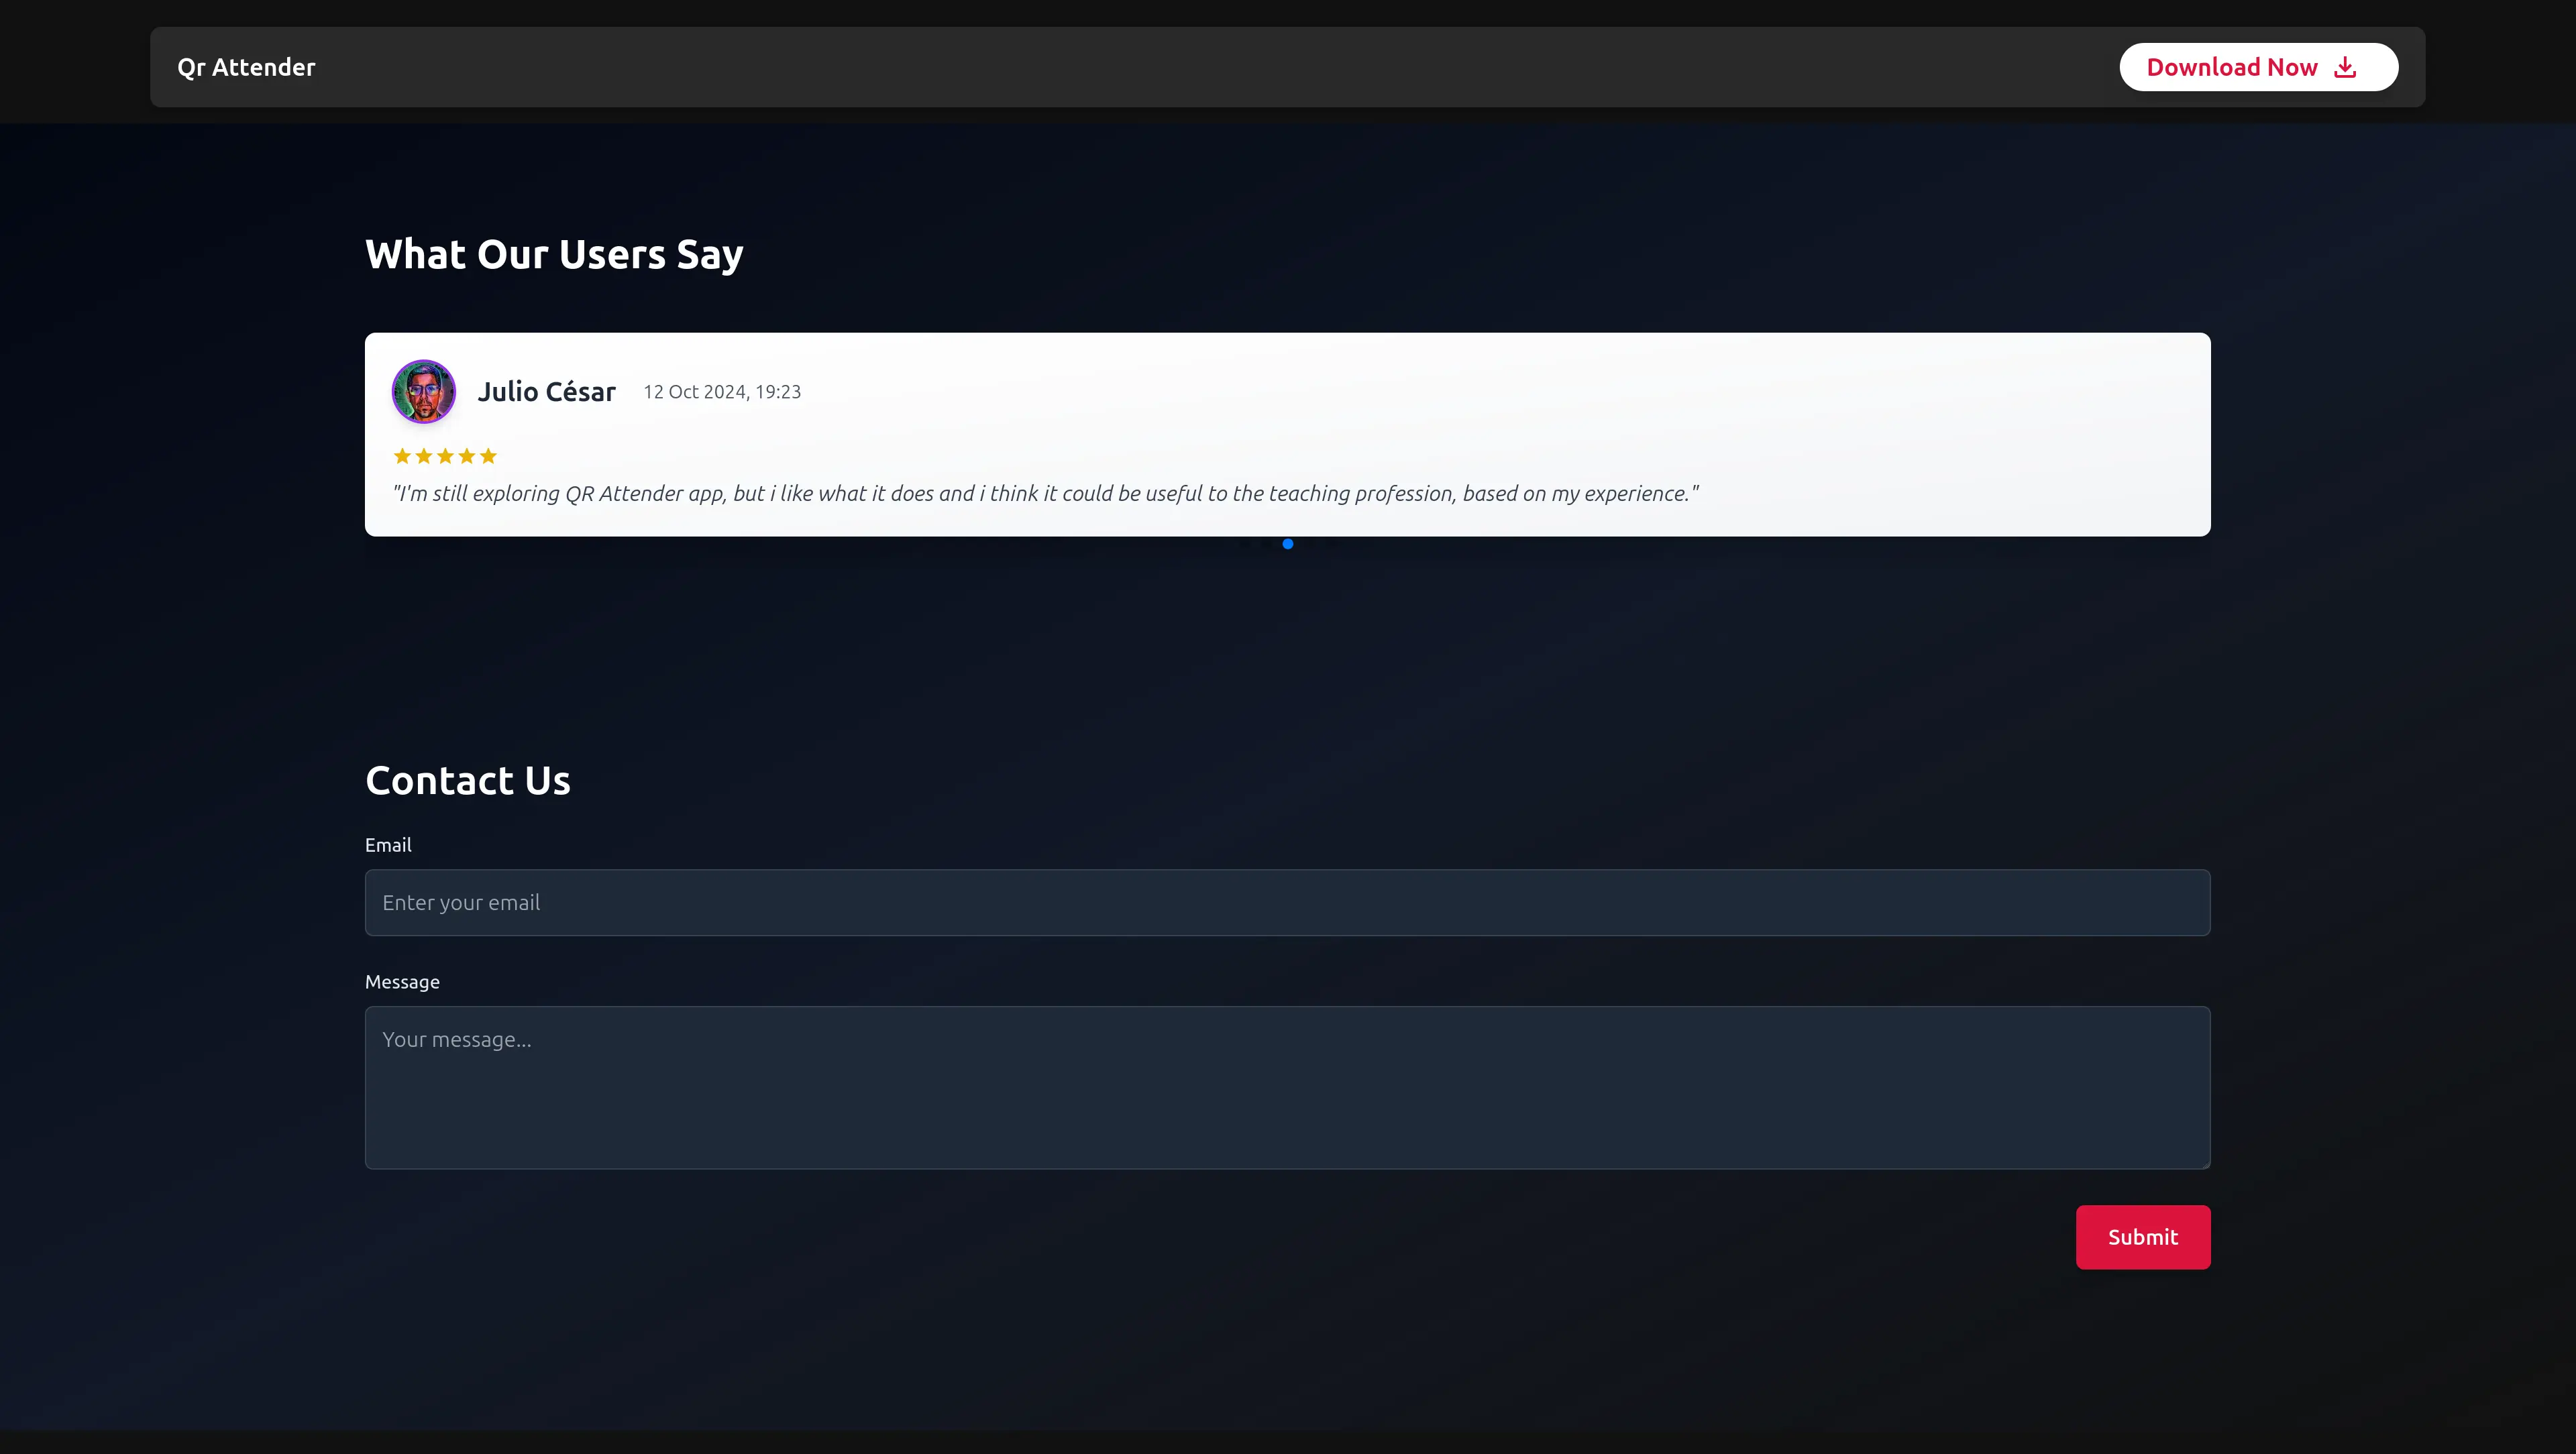 Qr Attender
Download Now
What Our Users Say
Julio César
12 Oct 2024, 19:23
"I'm still exploring QR Attender app, but i like what it does and i think it could be useful to the teaching profession, based on my experience."
Contact Us
Email
Enter your email
Message
Your message...
Submit